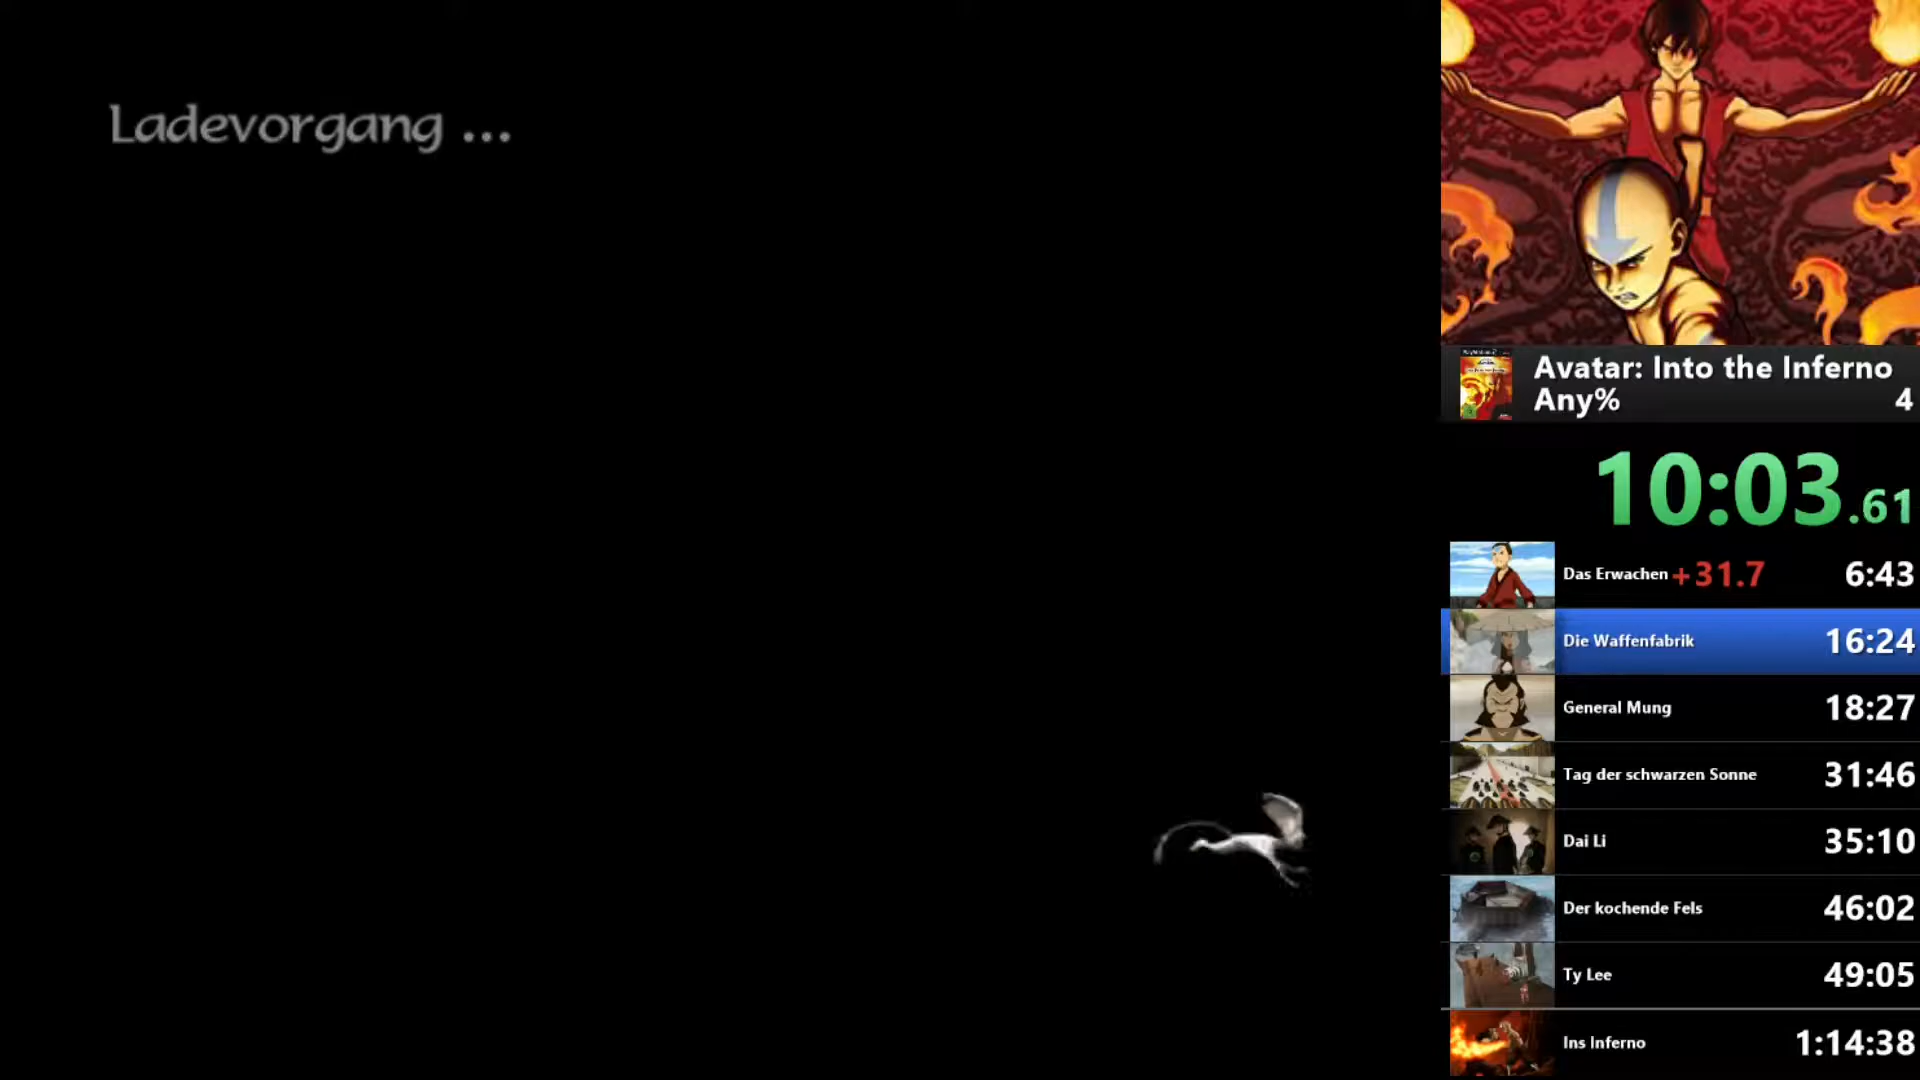 Ladevorgang ...
Avatar: Into the Inferno
Any% 4
10:03.61
Das Erwachen +31.7 6:43
Die Waffenfabrik 16:24
General Mung 18:27
Tag der schwarzen Sonne 31:46
Dai Li 35:10
Der kochende Fels 46:02
Ty Lee 49:05
Ins Inferno 1:14:38